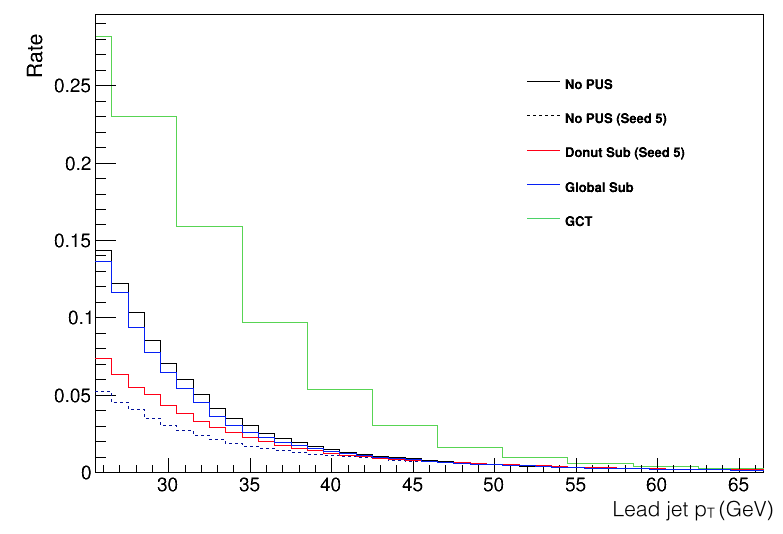 Rate
0.25
0.2
0.15
0.1
0.05
0
No PUS
No PUS (Seed 5)
Donut Sub (Seed 5)
Global Sub
GCT
30 35 40 45 50 55 60 65
Lead jet pT (GeV)